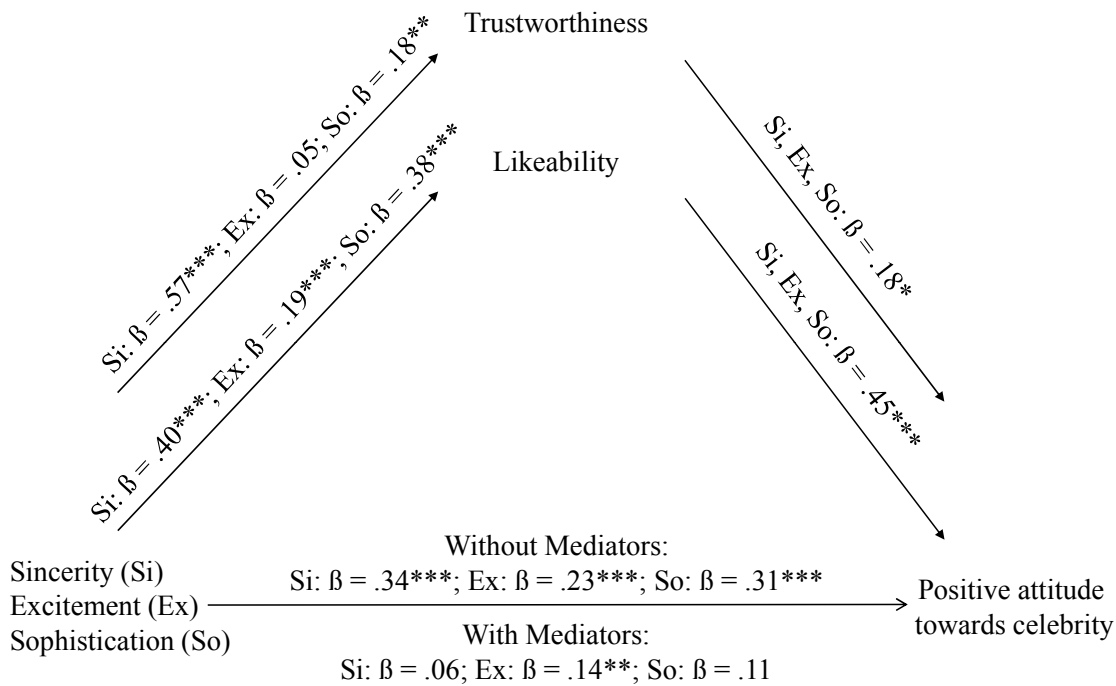 Trustworthiness
Si: ß = .57***; Ex: ß = .05; So: ß = .18**
Si, Ex, So: ß = .18*
Likeability
Si: ß = .40***; Ex: ß = .19***; So: ß = .38***
Si, Ex, So: ß = .45***
Without Mediators:
Si: ß = .34***; Ex: ß = .23***; So: ß = .31***
Sincerity (Si)
Excitement (Ex)
Sophistication (So)
Positive attitude
towards celebrity
With Mediators:
Si: ß = .06; Ex: ß = .14**; So: ß = .11